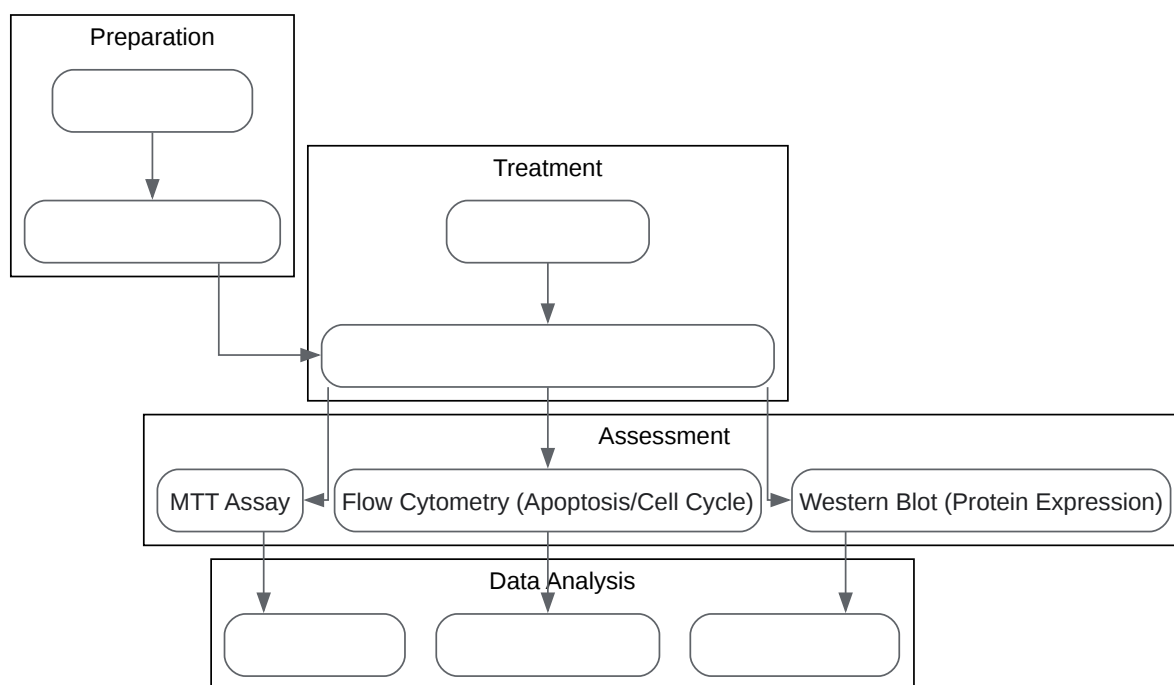 Preparation
Treatment
Assessment
MTT Assay
Flow Cytometry (Apoptosis/Cell Cycle)
Western Blot (Protein Expression)
Data Analysis